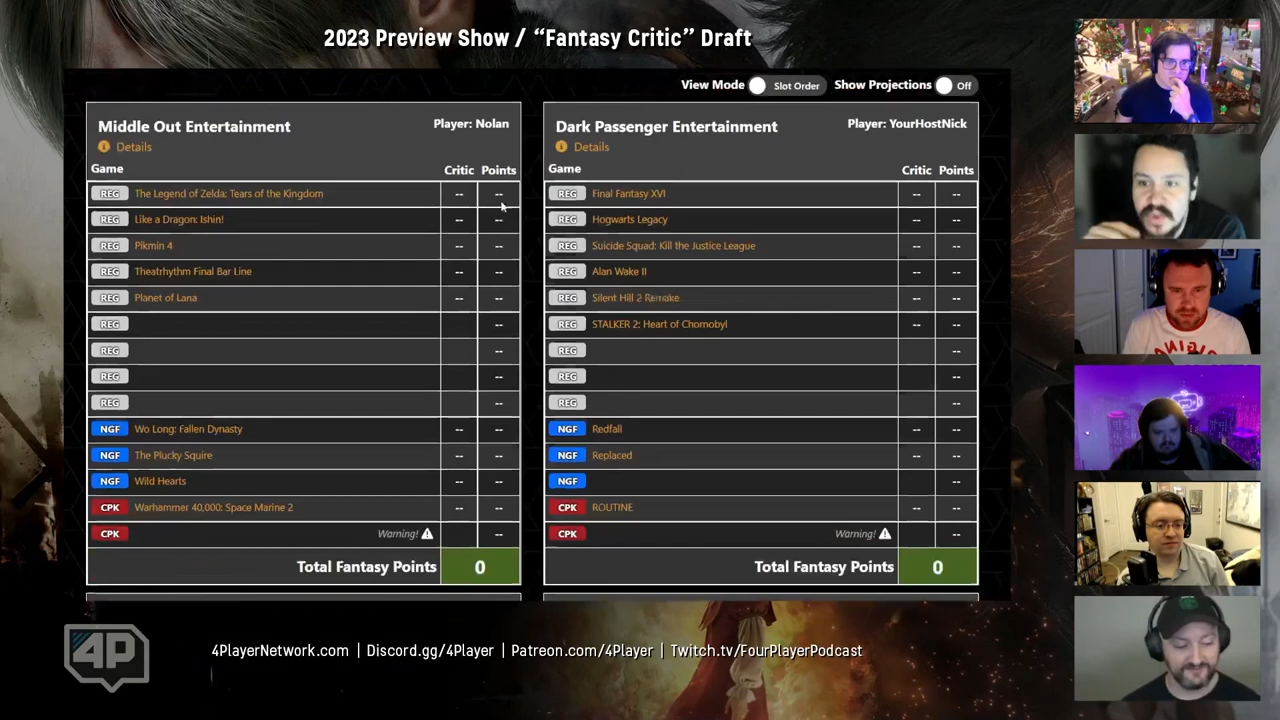 2023 Preview Show / "Fantasy Critic" Draft
View Mode Slot Order Show Projections Off
Middle Out Entertainment Player: Nolan
Details
Game Critic Points
REG The Legend of Zelda: Tears of the Kingdom -- --
REG Like a Dragon: Ishin! -- --
REG Pikmin 4 -- --
REG Theatrhythm Final Bar Line -- --
REG Planet of Lana -- --
REG --
REG --
REG --
REG --
NGF Wo Long: Fallen Dynasty -- --
NGF The Plucky Squire -- --
NGF Wild Hearts -- --
CPK Warhammer 40,000: Space Marine 2 -- --
CPK Warning! --
Total Fantasy Points 0
Dark Passenger Entertainment Player: YourHostNick
Details
Game Critic Points
REG Final Fantasy XVI -- --
REG Hogwarts Legacy -- --
REG Suicide Squad: Kill the Justice League -- --
REG Alan Wake II -- --
REG Silent Hill 2 Remake -- --
REG STALKER 2: Heart of Chornobyl -- --
REG --
REG --
REG --
NGF Redfall -- --
NGF Replaced -- --
NGF --
CPK ROUTINE -- --
CPK Warning! --
Total Fantasy Points 0
4P
4PlayerNetwork.com | Discord.gg/4Player | Patreon.com/4Player | Twitch.tv/FourPlayerPodcast